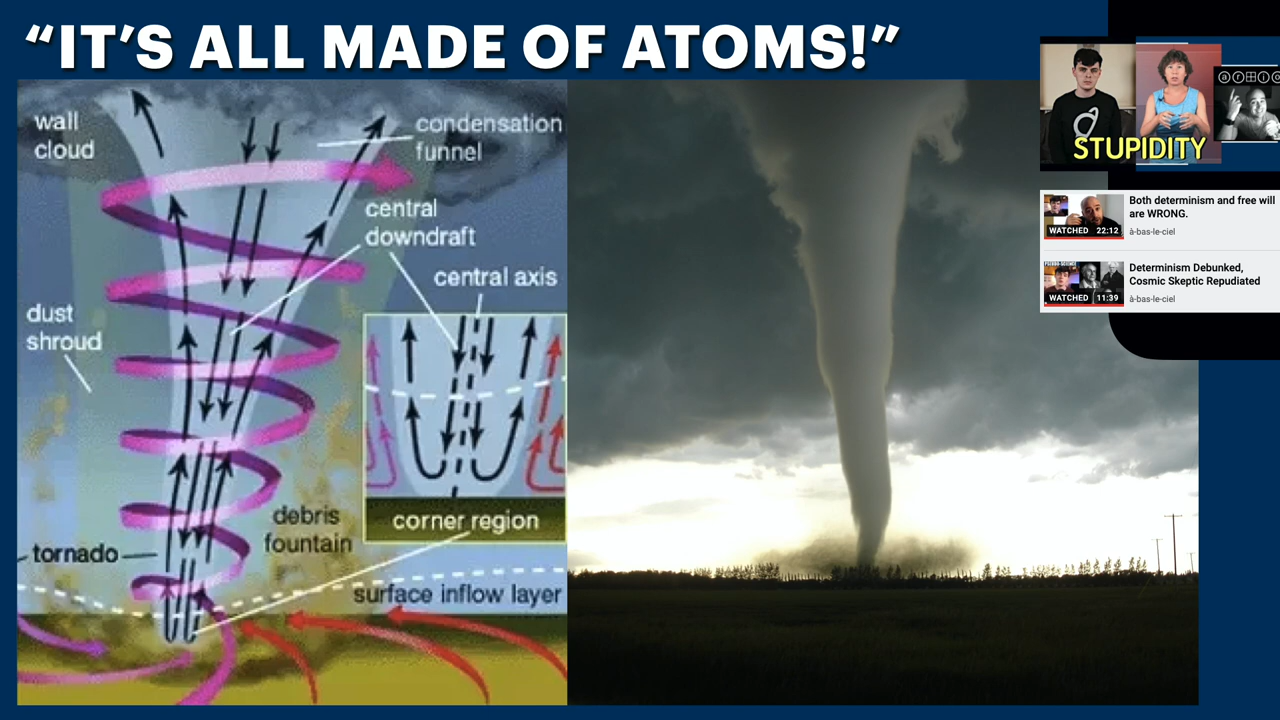 “IT’S ALL MADE OF ATOMS!”
wall
cloud
condensation
funnel
central
downdraft
central axis
dust
shroud
corner region
debris
fountain
tornado
surface inflow layer
STUPIDITY
WATCHED 22:12
Both determinism and free will
are WRONG.
à-bas-le-ciel
WATCHED 11:39
Determinism Debunked,
Cosmic Skeptic Repudiated
à-bas-le-ciel